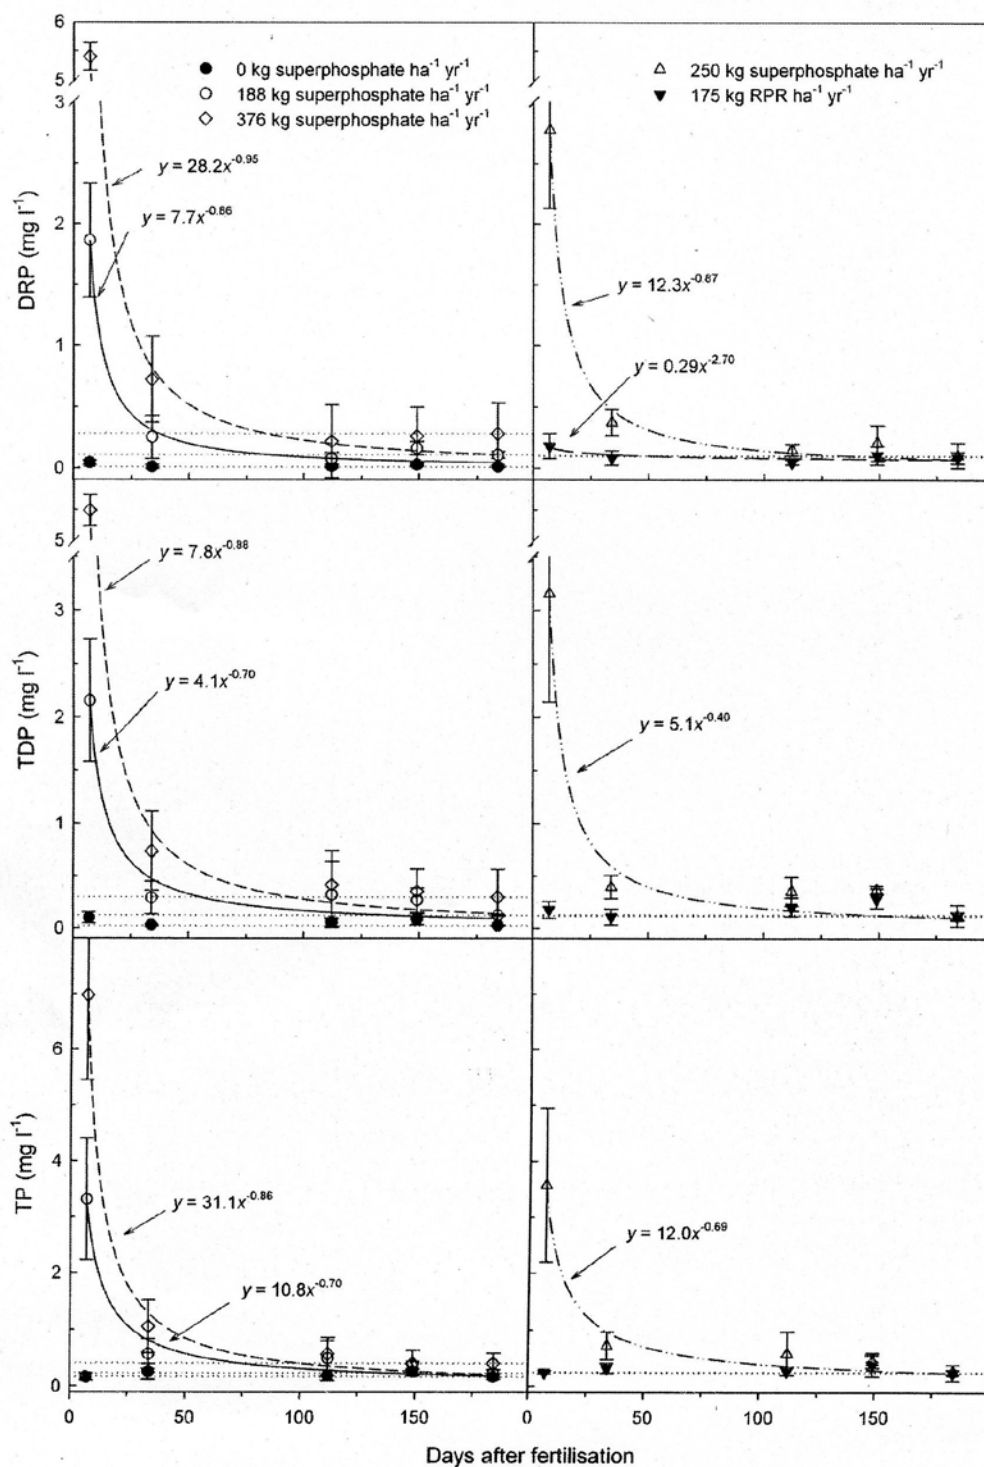 6
5
3
2
1
0
DRP (mg l⁻¹)
● 0 kg superphosphate ha⁻¹ yr⁻¹
○ 188 kg superphosphate ha⁻¹ yr⁻¹
◇ 376 kg superphosphate ha⁻¹ yr⁻¹
y = 28.2x⁻⁰·⁹⁵
y = 7.7x⁻⁰·⁸⁶
△ 250 kg superphosphate ha⁻¹ yr⁻¹
▼ 175 kg RPR ha⁻¹ yr⁻¹
y = 12.3x⁻⁰·⁸⁷
y = 0.29x⁻²·⁷⁰
5
3
2
1
0
TDP (mg l⁻¹)
y = 7.8x⁻⁰·⁸⁸
y = 4.1x⁻⁰·⁷⁰
y = 5.1x⁻⁰·⁴⁰
6
4
2
0
TP (mg l⁻¹)
y = 31.1x⁻⁰·⁸⁶
y = 10.8x⁻⁰·⁷⁰
y = 12.0x⁻⁰·⁶⁹
0 50 100 150 200 50 100 150
Days after fertilisation